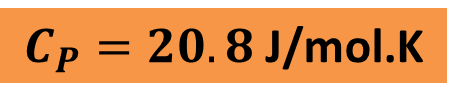 C_P = 20.8 J/mol.K